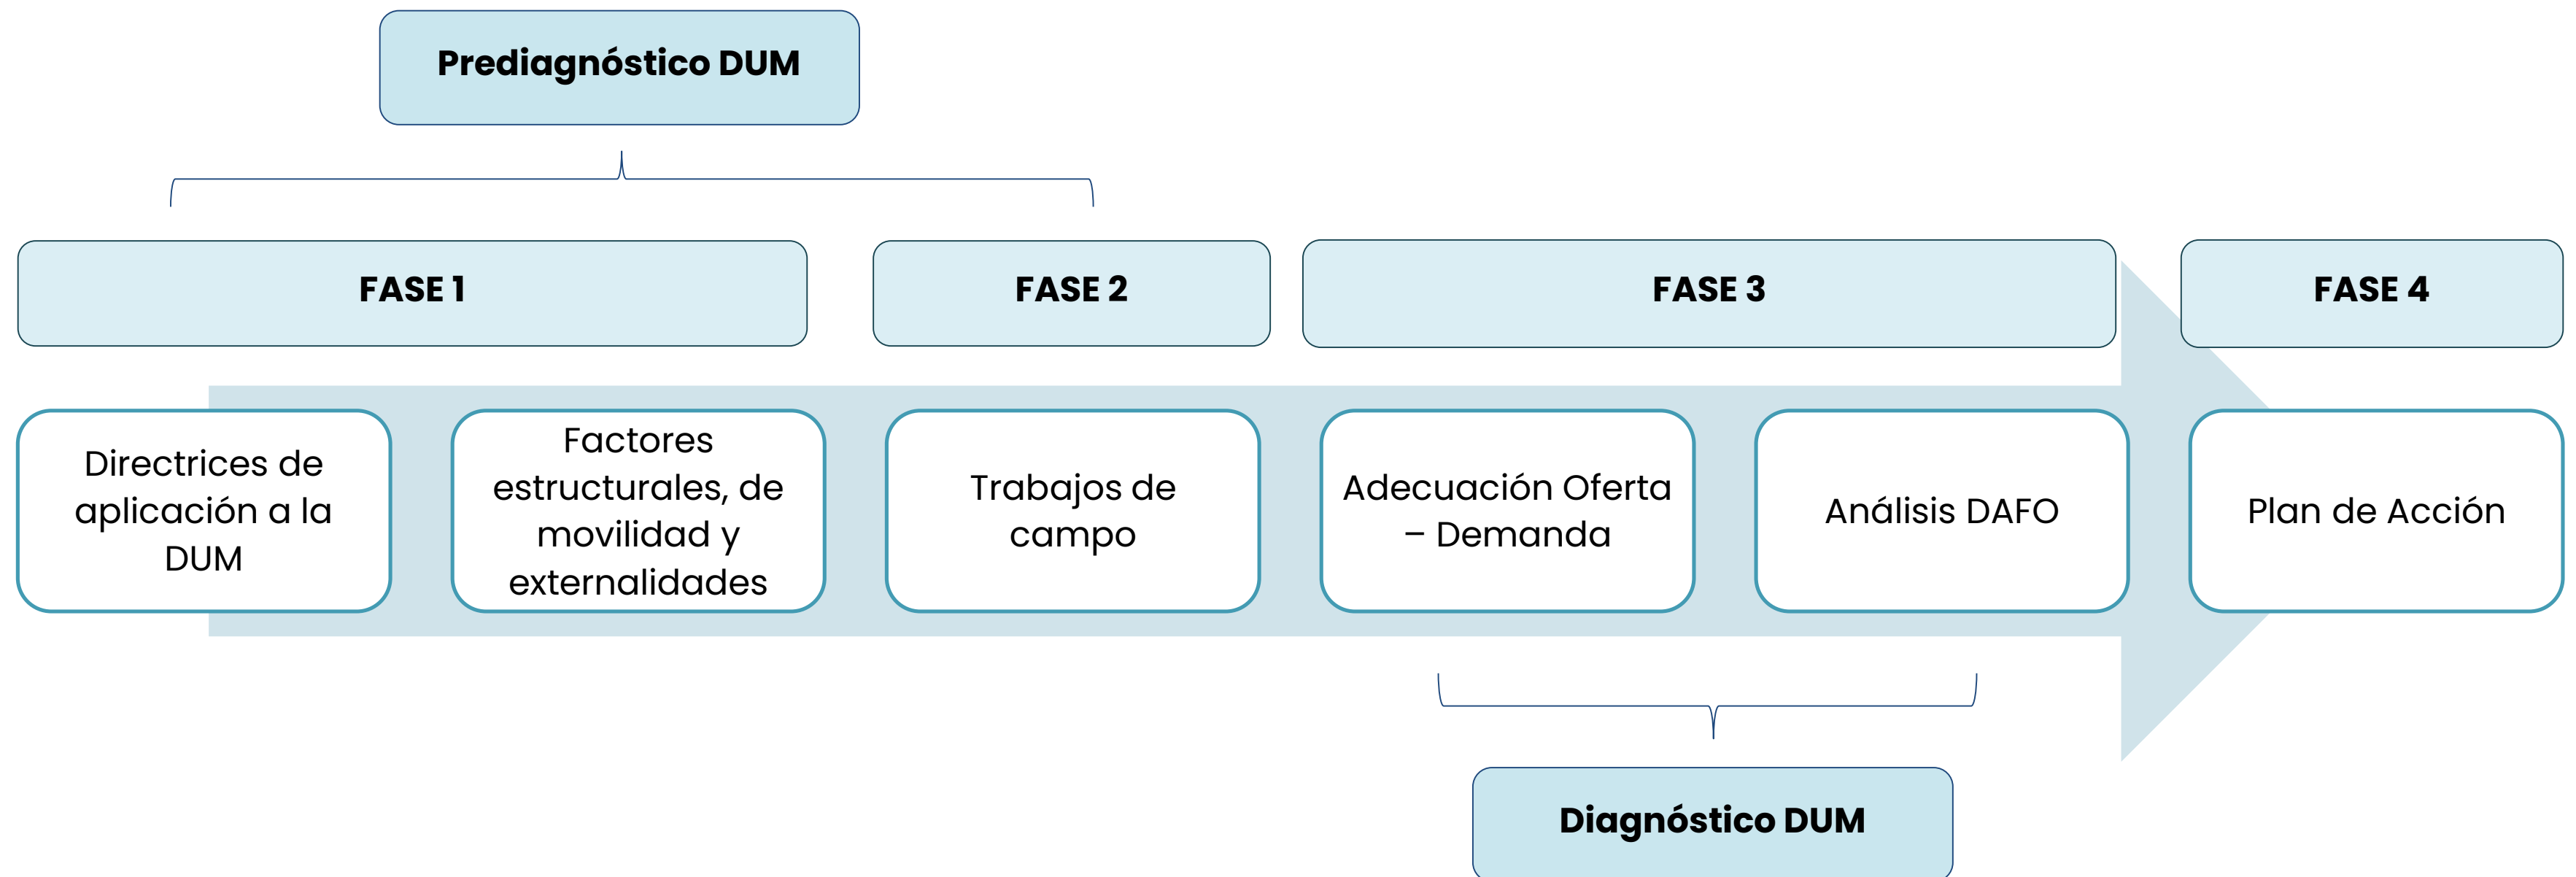 Prediagnóstico DUM
FASE 1
FASE 2
FASE 3
FASE 4
Directrices de
aplicación a la
DUM
Factores
estructurales, de
movilidad y
externalidades
Trabajos de
campo
Adecuación Oferta
– Demanda
Análisis DAFO
Plan de Acción
Diagnóstico DUM